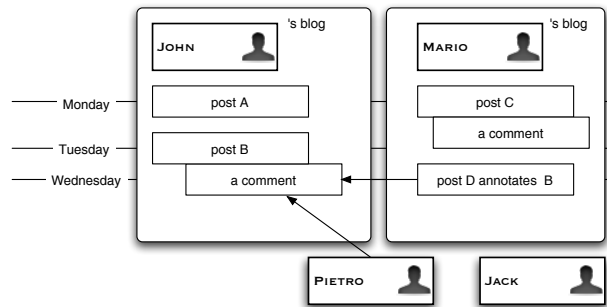 's blog
JOHN
Monday
post A
Tuesday
post B
Wednesday
a comment
's blog
MARIO
post C
a comment
post D annotates B
PIETRO
JACK